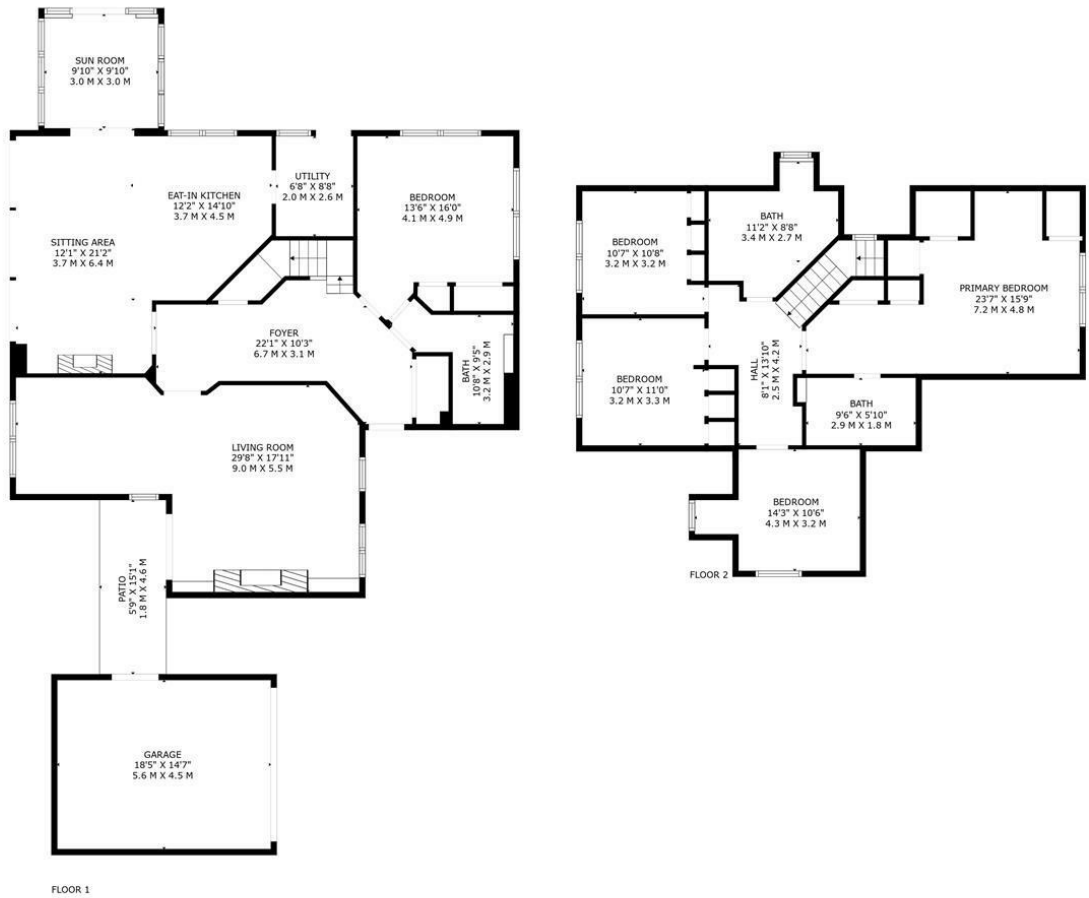 SUN ROOM
9'10" X 9'10"
3.0 M X 3.0 M
UTILITY
6'8" X 8'8"
2.0 M X 2.6 M
EAT-IN KITCHEN
12'2" X 14'10"
3.7 M X 4.5 M
BEDROOM
13'6" X 16'0"
4.1 M X 4.9 M
SITTING AREA
12'1" X 21'2"
3.7 M X 6.4 M
FOYER
22'1" X 10'3"
6.7 M X 3.1 M
BATH
10'8" X 9'5"
3.2 M X 2.9 M
LIVING ROOM
29'8" X 17'11"
9.0 M X 5.5 M
PATIO
5'9" X 15'1"
1.8 M X 4.6 M
GARAGE
18'5" X 14'7"
5.6 M X 4.5 M
FLOOR 1
BATH
11'2" X 8'8"
3.4 M X 2.7 M
BEDROOM
10'7" X 10'8"
3.2 M X 3.2 M
PRIMARY BEDROOM
23'7" X 15'9"
7.2 M X 4.8 M
HALL
8'1" X 13'10"
2.5 M X 4.2 M
BEDROOM
10'7" X 11'0"
3.2 M X 3.3 M
BATH
9'6" X 5'10"
2.9 M X 1.8 M
BEDROOM
14'3" X 10'6"
4.3 M X 3.2 M
FLOOR 2